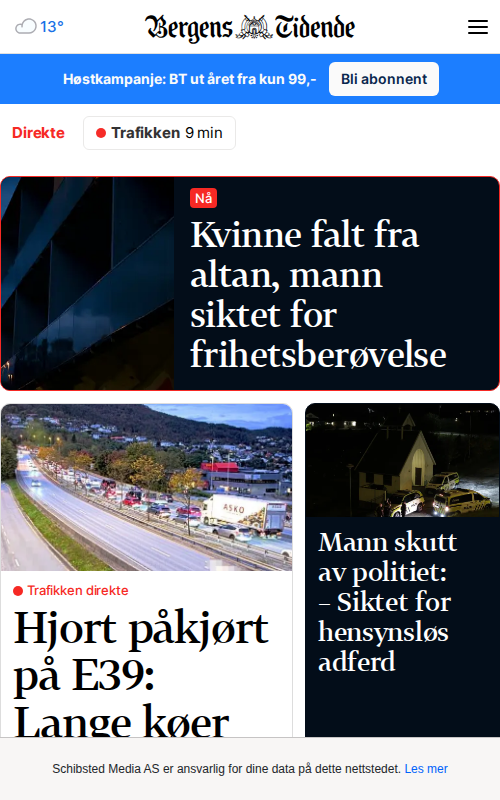 13°
Bergens Tidende
Høstkampanje: BT ut året fra kun 99,-
Bli abonnent
Direkte
Trafikken 9 min
Nå
Kvinne falt fra
altan, mann
siktet for
frihetsberøvelse
ASKO
Trafikken direkte
Hjort påkjørt
på E39:
Lange køer
Mann skutt
av politiet:
– Siktet for
hensynsløs
adferd
Schibsted Media AS er ansvarlig for dine data på dette nettstedet. Les mer